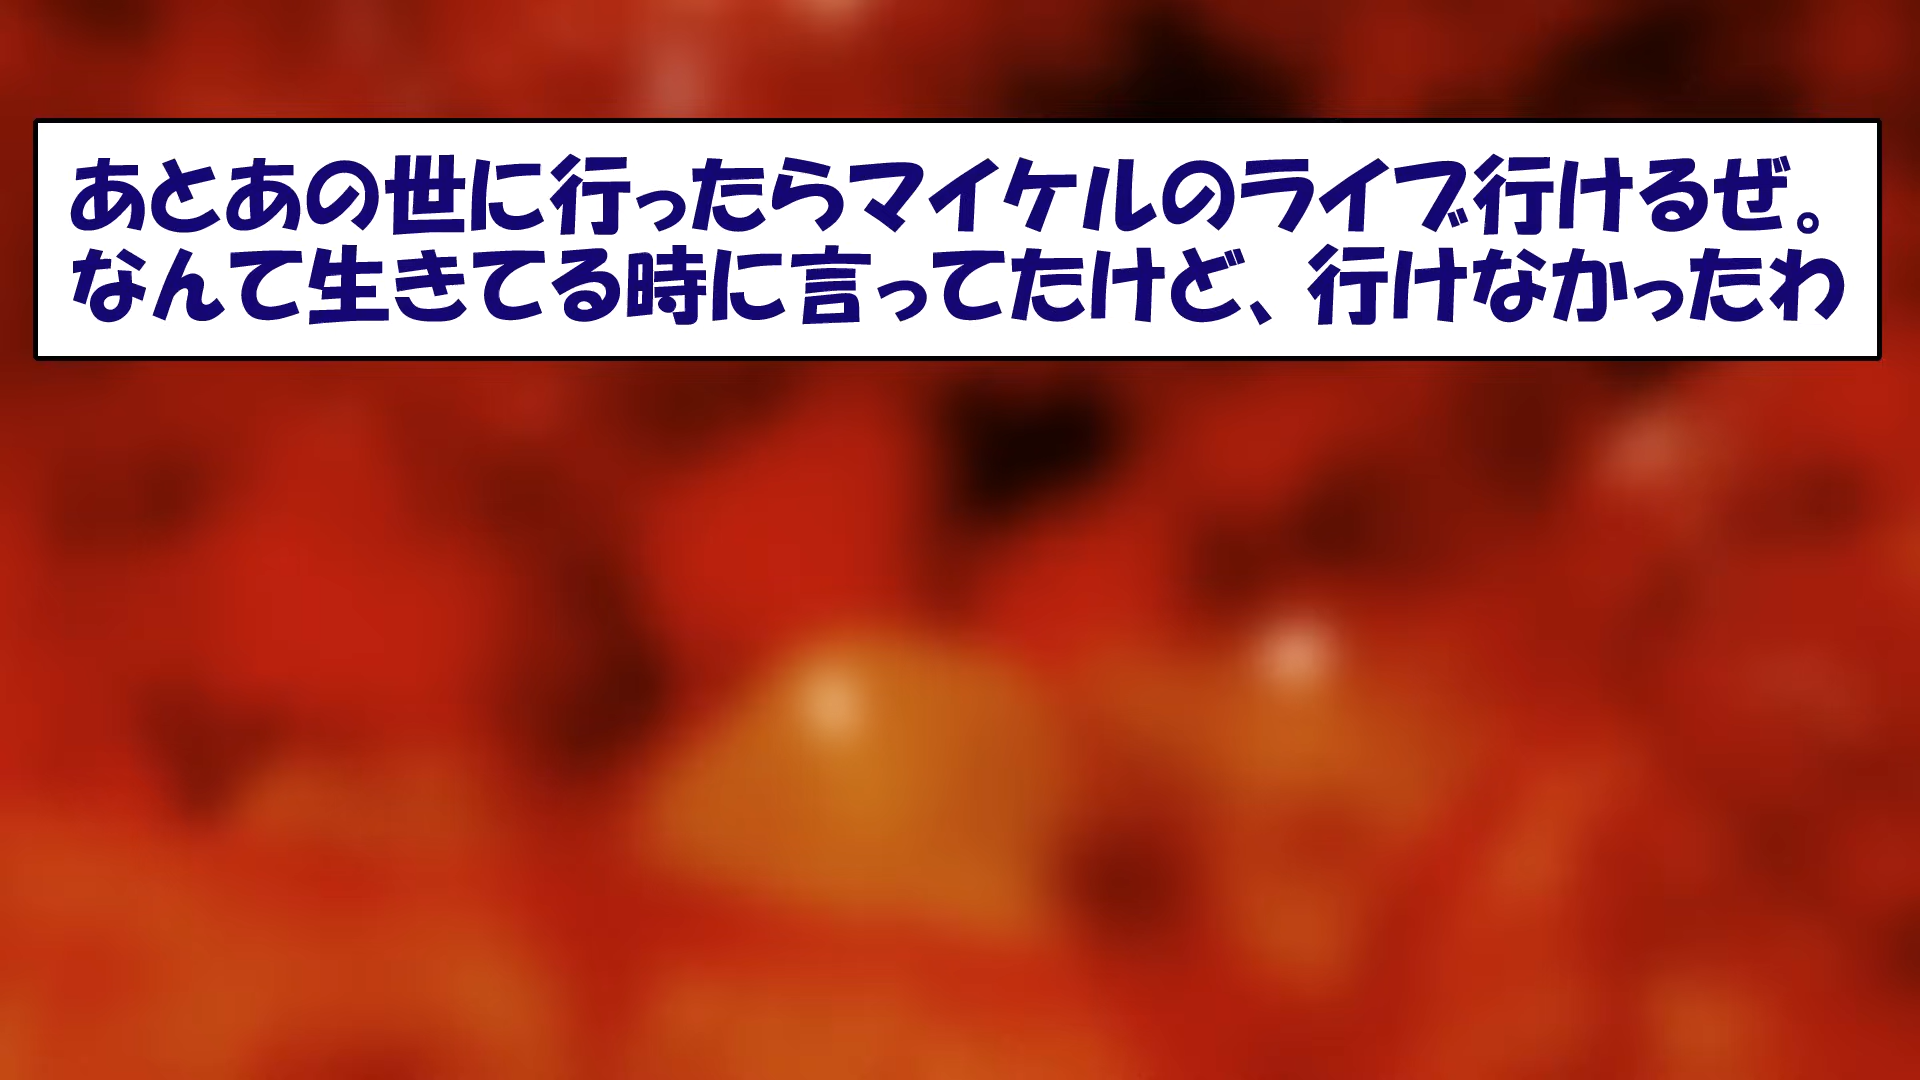 あとあの世に行ったらマイケルのライブ行けるぜ。
なんて生きてる時に言ってたけど、行けなかったわ